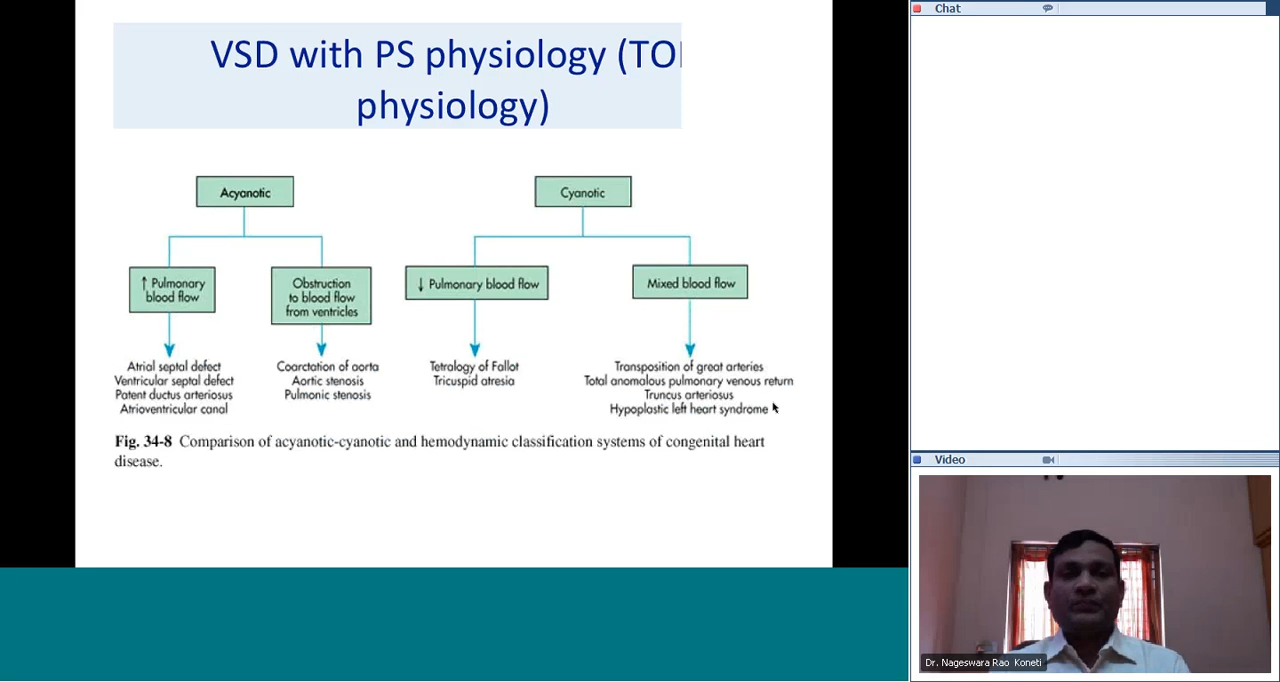 VSD with PS physiology (TO
physiology)
Acyanotic
Cyanotic
↑ Pulmonary
blood flow
Obstruction
to blood flow
from ventricles
↓ Pulmonary blood flow
Mixed blood flow
Atrial septal defect
Ventricular septal defect
Patent ductus arteriosus
Atrioventricular canal
Coarctation of aorta
Aortic stenosis
Pulmonic stenosis
Tetralogy of Fallot
Tricuspid atresia
Transposition of great arteries
Total anomalous pulmonary venous return
Truncus arteriosus
Hypoplastic left heart syndrome
Fig. 34-8 Comparison of acyanotic-cyanotic and hemodynamic classification systems of congenital heart
disease.
Chat
Video
Dr. Nageswara Rao Koneti